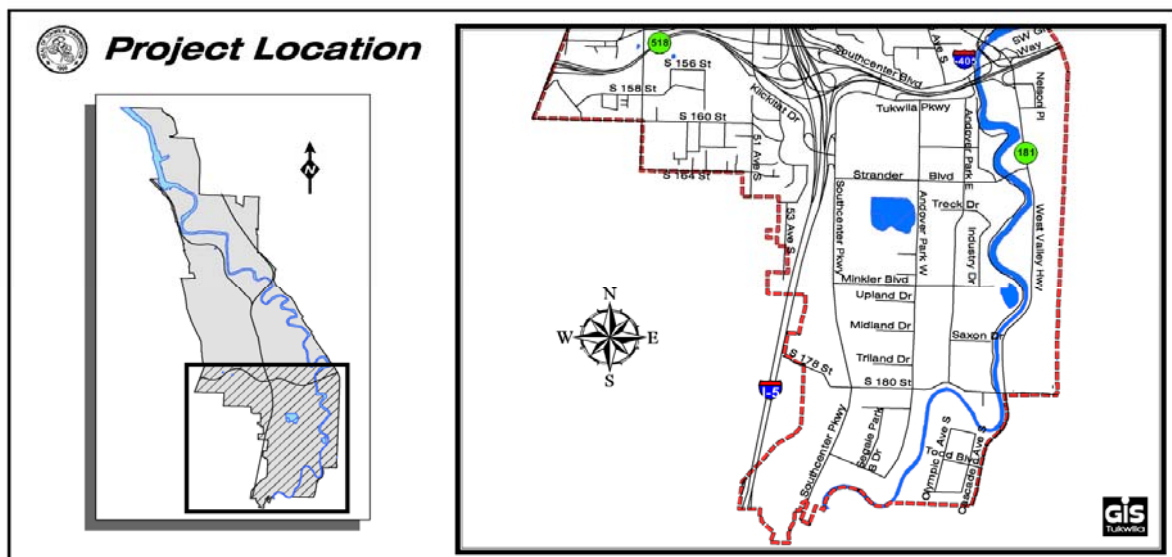 Project Location
N
518
S 156 St
S 158 St
S 160 St
S 164 St
Klickitat Dr
51 Ave S
53 Ave S
Southcenter Blvd
Ave S
I-405
Way
Nelson Pl
Tukwila Pkwy
Andover Park E
181
Strander Blvd
Treck Dr
Southcenter Pkwy
Andover Park W
Industry Dr
West Valley Hwy
Minkler Blvd
Upland Dr
Midland Dr
Saxon Dr
Triland Dr
S 178 St
S 180 St
I-5
Southcenter Pkwy
Segale Park
B Dr
Olympic Ave S
Todd Blv
Cascade Ave S
N
W
E
S
GIS
Tukwila